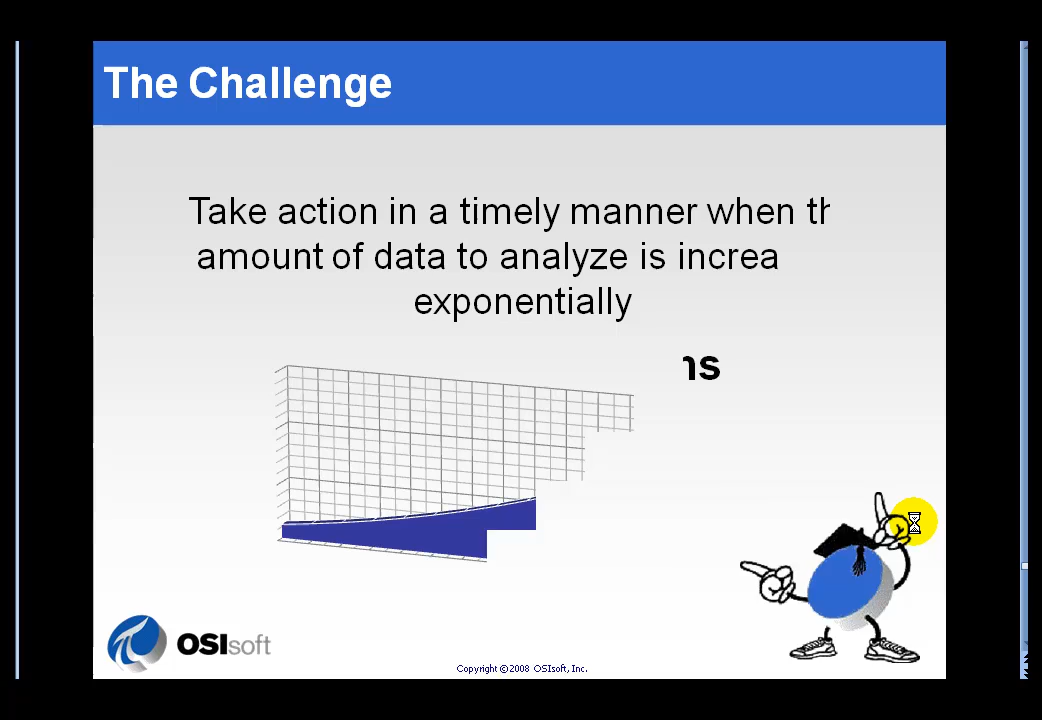 The Challenge
Take action in a timely manner when th
amount of data to analyze is increa
exponentially
ns
OSIsoft
Copyright ©2008 OSIsoft, Inc.